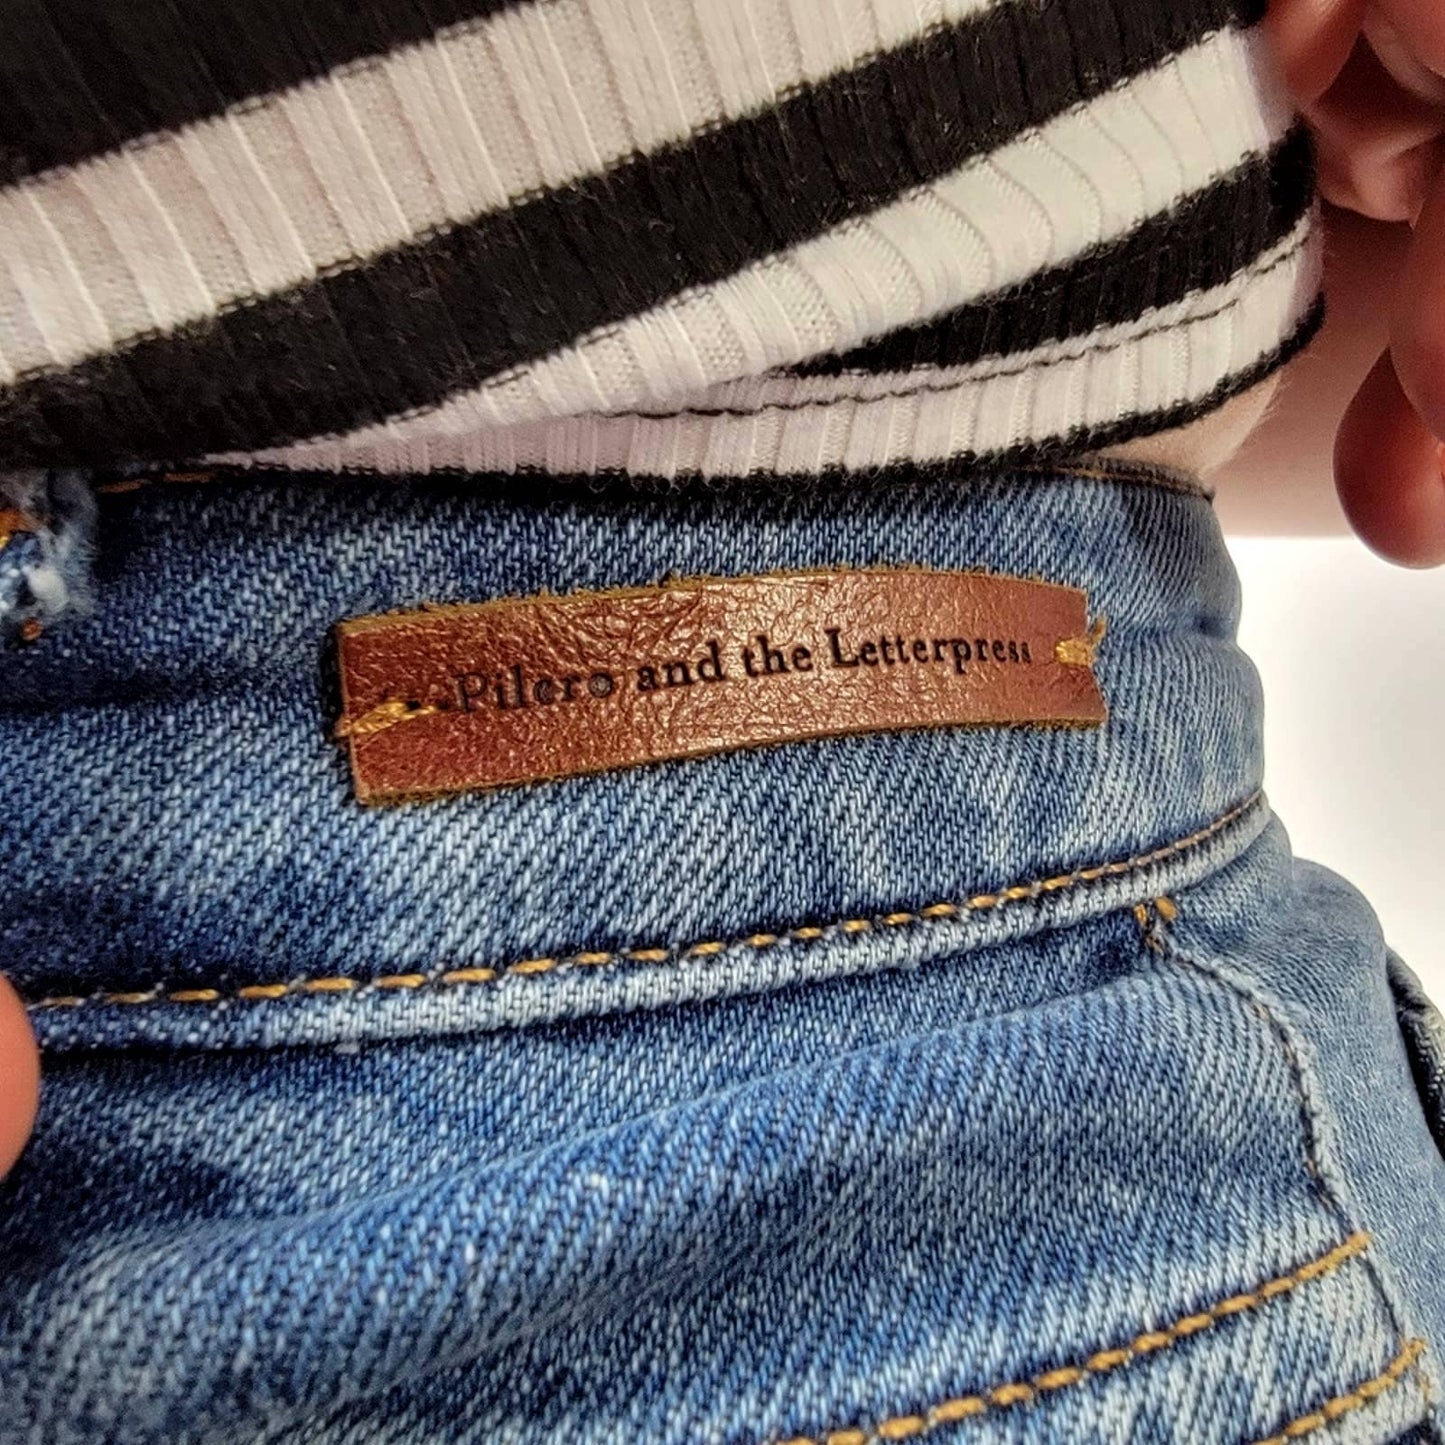 Pilcro and the Letterpress